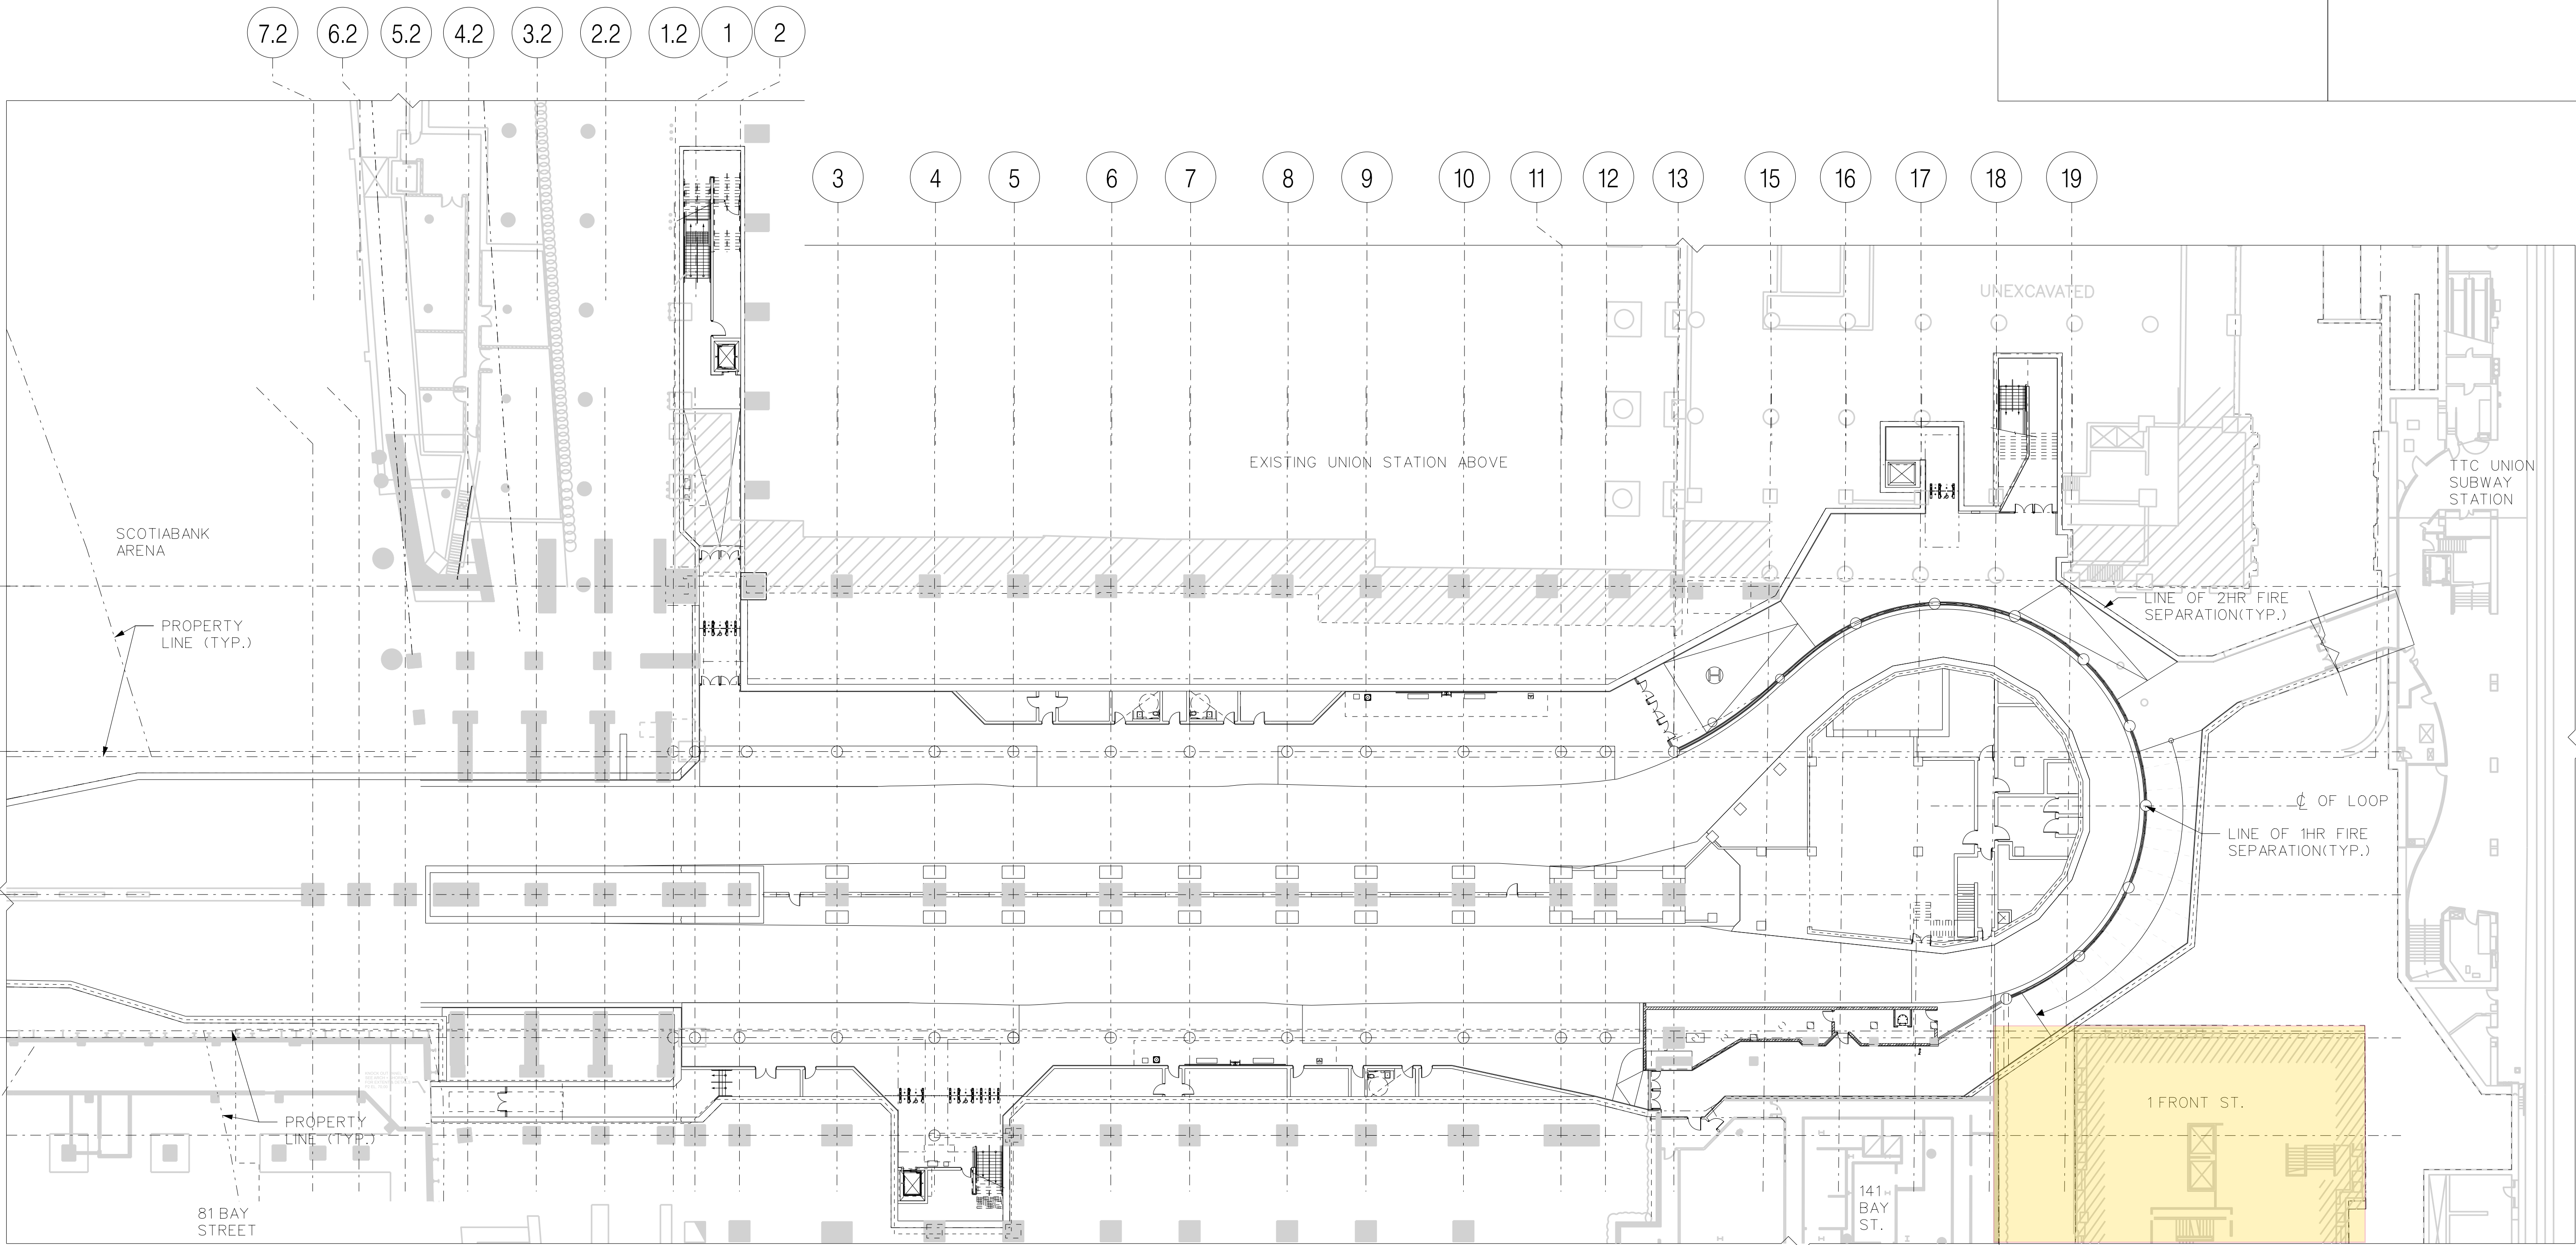 7.2 6.2 5.2 4.2 3.2 2.2 1.2 1 2
3 4 5 6 7 8 9 10 11 12 13 15 16 17 18 19
UNEXCAVATED
EXISTING UNION STATION ABOVE
TTC UNION
SUBWAY
STATION
SCOTIABANK
ARENA
PROPERTY
LINE (TYP.)
LINE OF 2HR FIRE
SEPARATION(TYP.)
H
℄ OF LOOP
LINE OF 1HR FIRE
SEPARATION(TYP.)
PROPERTY
LINE (TYP.)
1 FRONT ST.
141
BAY
ST.
81 BAY
STREET